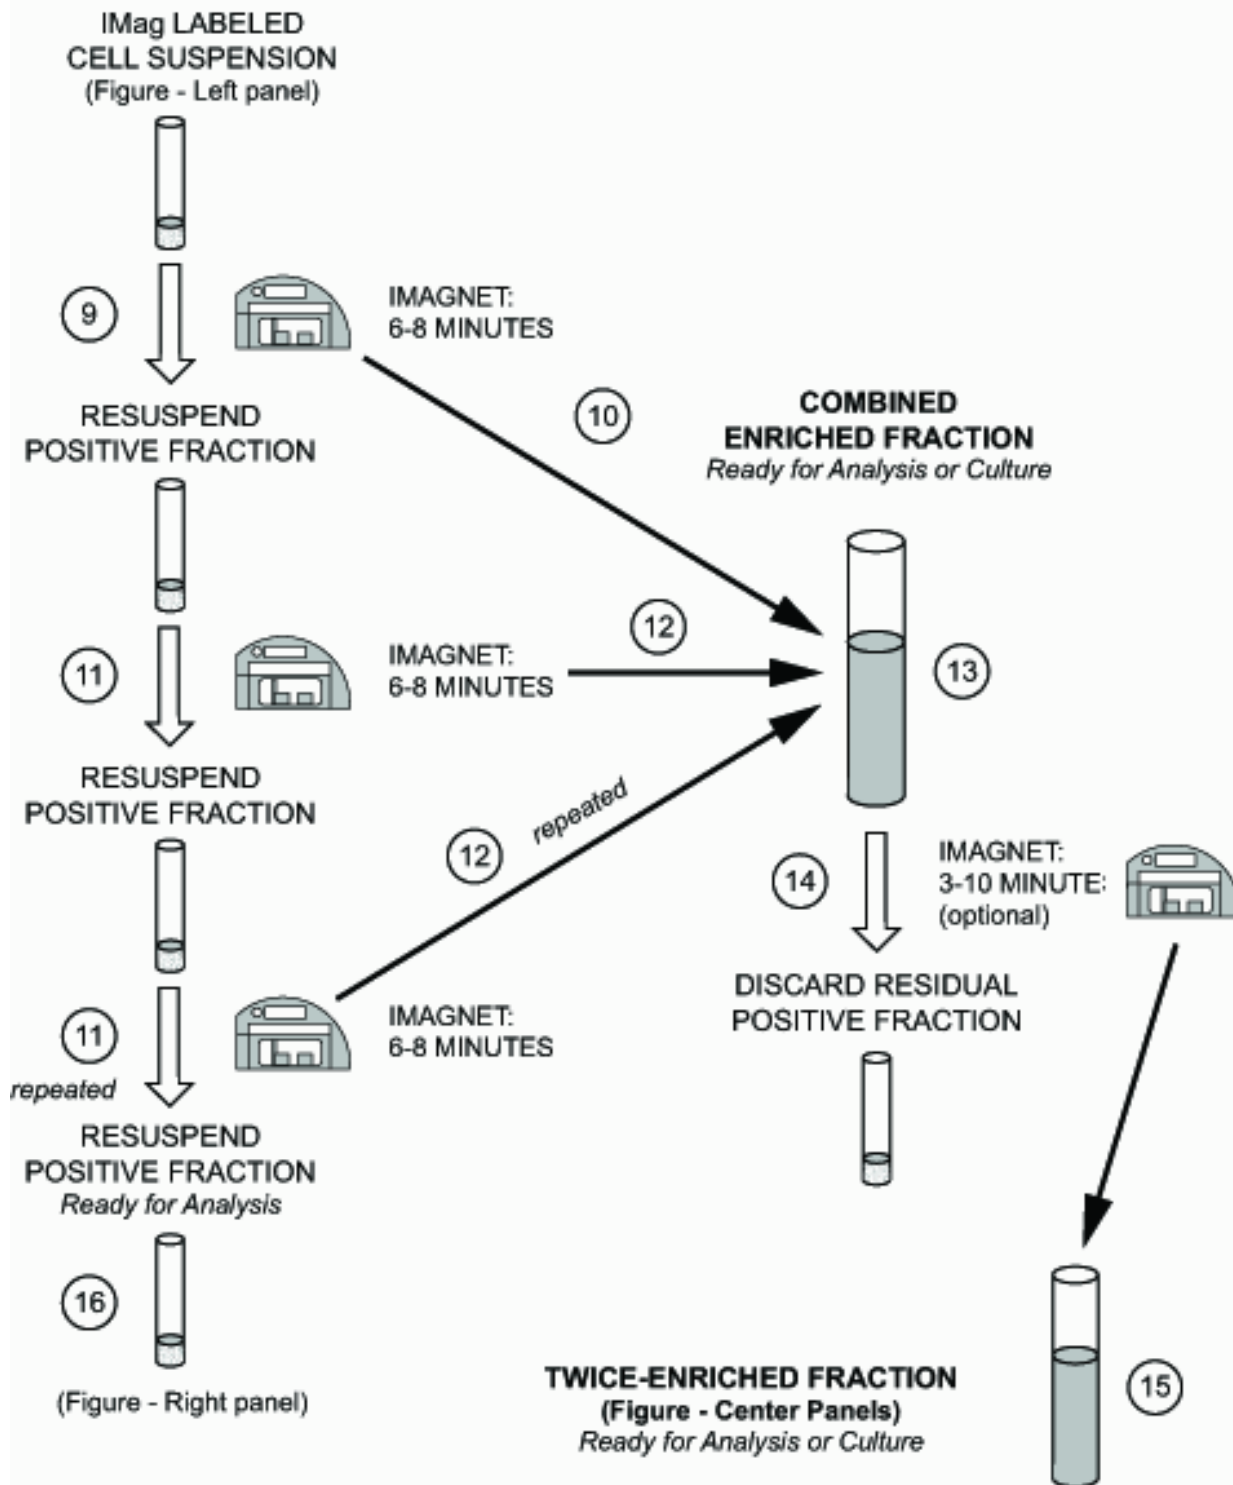 IMag LABELED
CELL SUSPENSION
(Figure - Left panel)
9
IMAGNET:
6-8 MINUTES
10
RESUSPEND
POSITIVE FRACTION
COMBINED
ENRICHED FRACTION
Ready for Analysis or Culture
11
IMAGNET:
6-8 MINUTES
12
13
RESUSPEND
POSITIVE FRACTION
12
repeated
14
IMAGNET:
3-10 MINUTE:
(optional)
11
repeated
IMAGNET:
6-8 MINUTES
DISCARD RESIDUAL
POSITIVE FRACTION
RESUSPEND
POSITIVE FRACTION
Ready for Analysis
16
(Figure - Right panel)
TWICE-ENRICHED FRACTION
(Figure - Center Panels)
Ready for Analysis or Culture
15